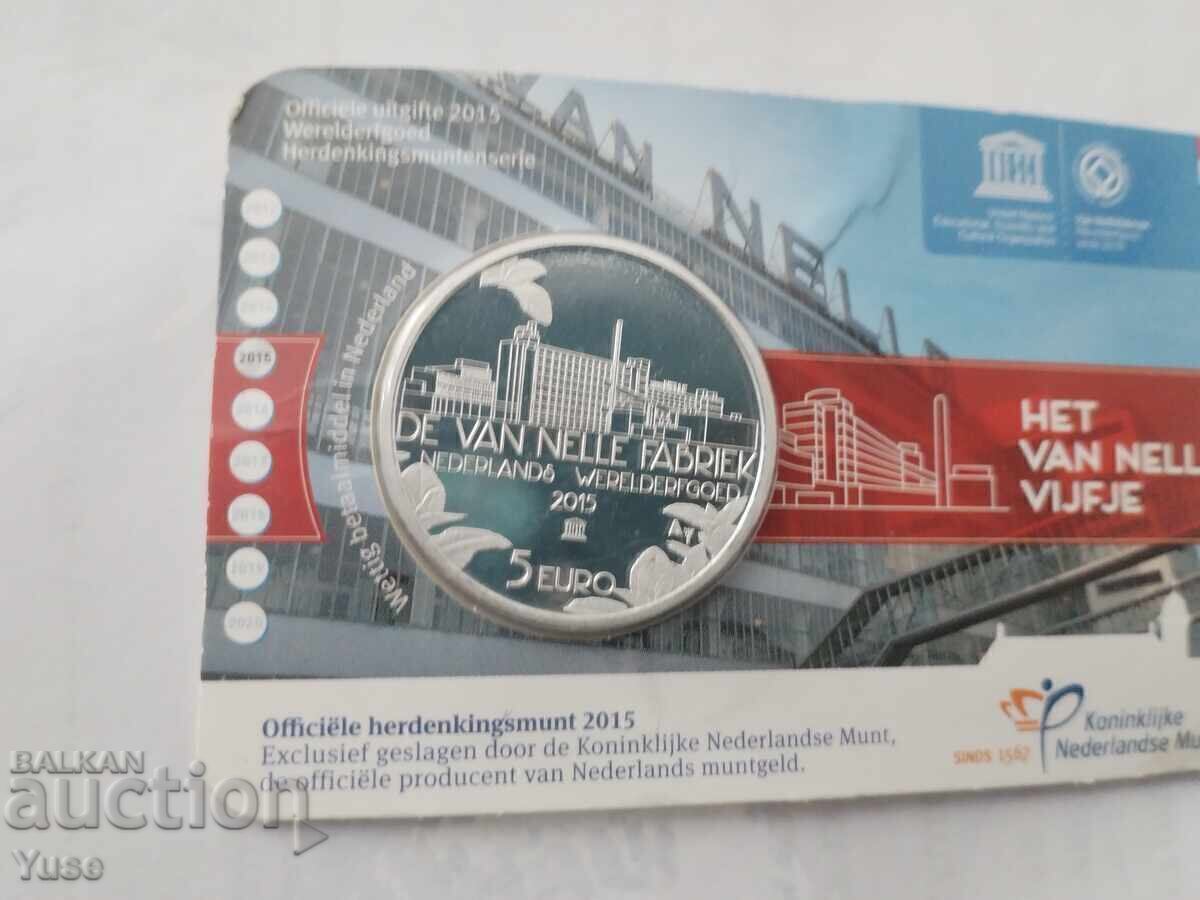 Officiële uitgifte 2015
Werelderfgoed
Herdenkingsmuntenserie
VAN NELL
2015
2020
Wettig betaalmiddel in Nederland
DE VAN NELLE FABRIEK
NEDERLANDS WERELDERFGOED
2015
5 EURO
HET
VAN NELL
VIJFJE
Officiële herdenkingsmunt 2015
Exclusief geslagen door de Koninklijke Nederlandse Munt,
de officiële producent van Nederlands muntgeld.
SINDS 1567
Koninklijke
Nederlandse Mu
BALKAN
auction
Yuse